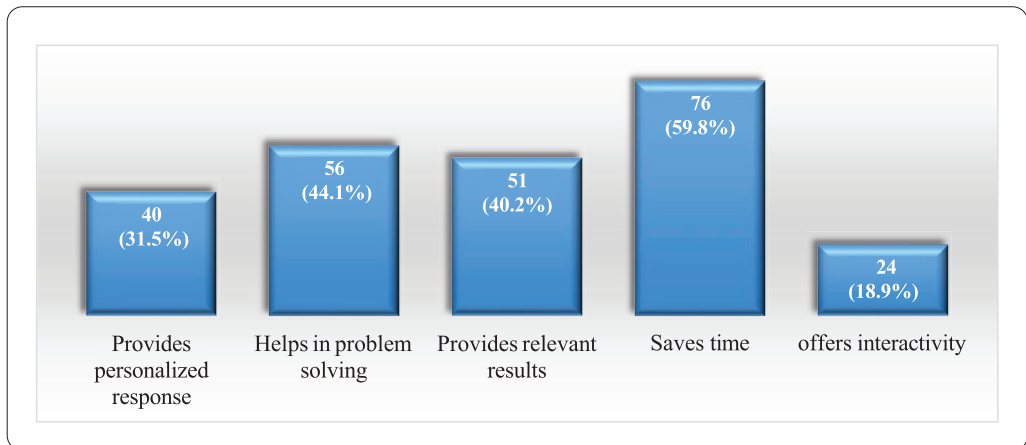 40
(31.5%)
56
(44.1%)
51
(40.2%)
76
(59.8%)
24
(18.9%)
Provides
personalized
response
Helps in problem
solving
Provides relevant
results
Saves time
offers interactivity